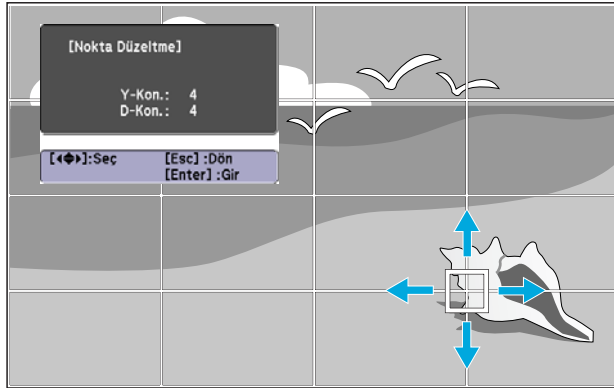 [Nokta Düzeltme]
Y-Kon.: 4
D-Kon.: 4
[◂♦▸]:Seç [Esc] :Dön
[Enter] :Gir